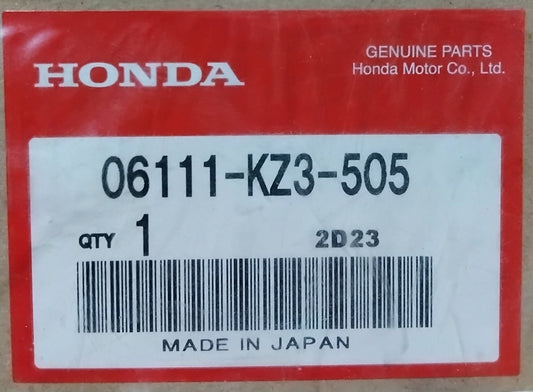 HONDA
GENUINE PARTS
Honda Motor Co., Ltd.
06111-KZ3-505
QTY 1 2D23
MADE IN JAPAN